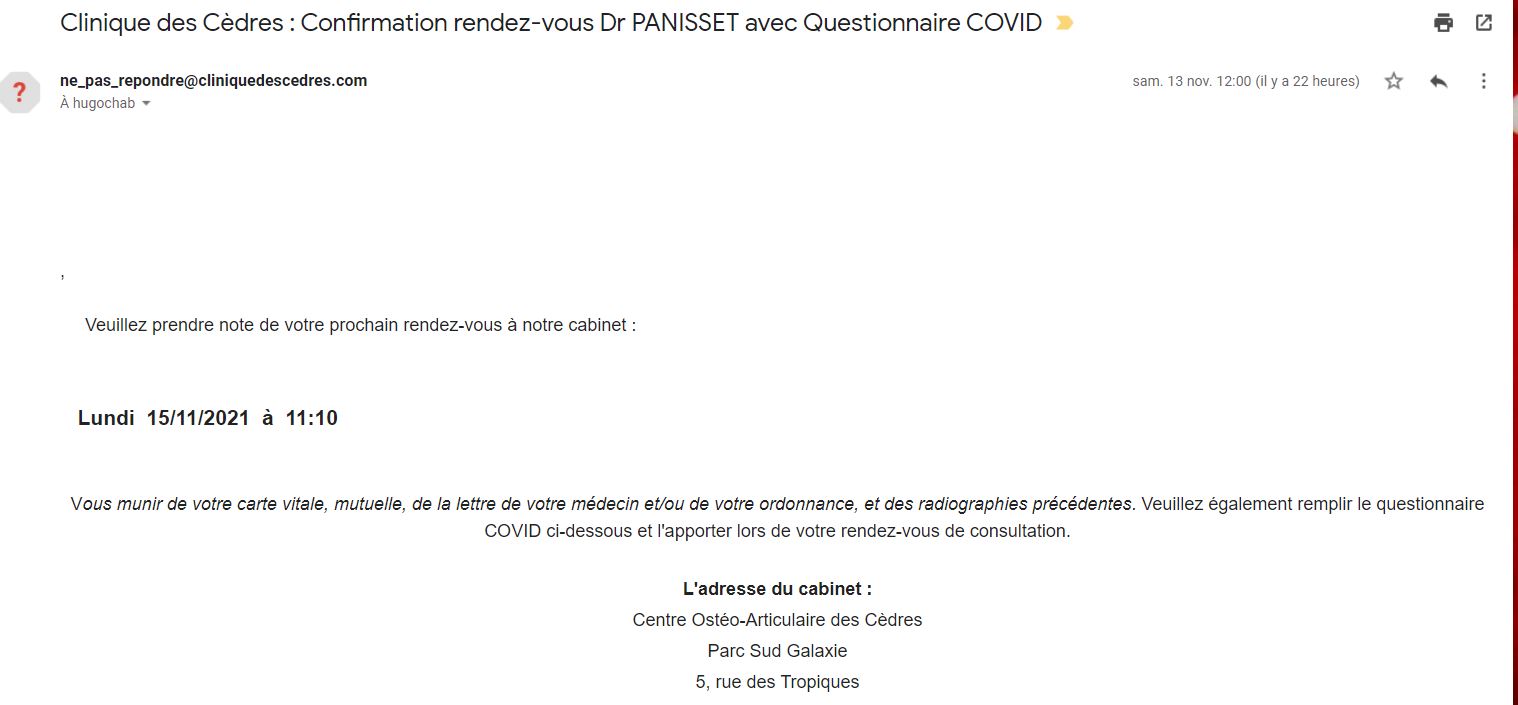 Clinique des Cèdres : Confirmation rendez-vous Dr PANISSET avec Questionnaire COVID
ne_pas_repondre@cliniquedescedres.com
sam. 13 nov. 12:00 (il y a 22 heures)
?
À hugochab
,
Veuillez prendre note de votre prochain rendez-vous à notre cabinet :
Lundi 15/11/2021 à 11:10
Vous munir de votre carte vitale, mutuelle, de la lettre de votre médecin et/ou de votre ordonnance, et des radiographies précédentes. Veuillez également remplir le questionnaire
COVID ci-dessous et l'apporter lors de votre rendez-vous de consultation.
L'adresse du cabinet :
Centre Ostéo-Articulaire des Cèdres
Parc Sud Galaxie
5, rue des Tropiques